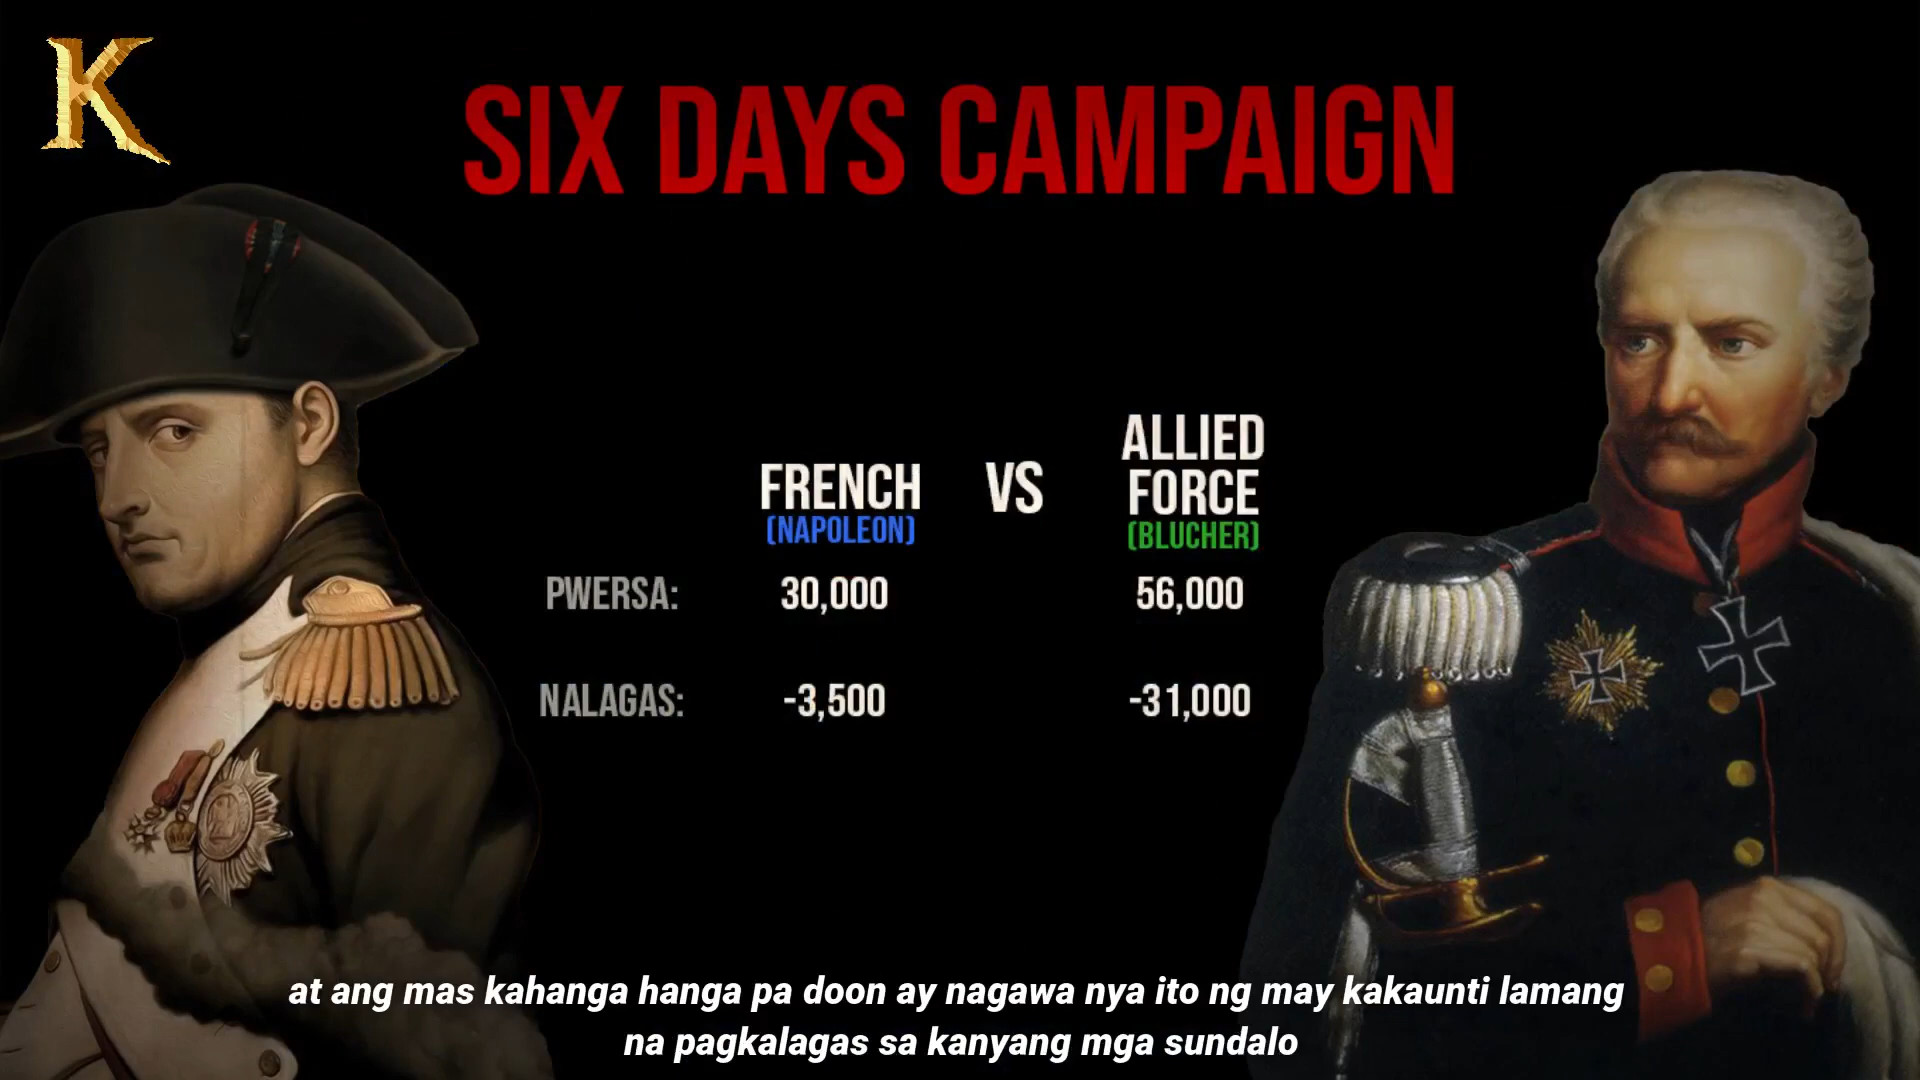 K
SIX DAYS CAMPAIGN
FRENCH
(NAPOLEON)
VS
ALLIED
FORCE
(BLUCHER)
PWERSA: 30,000 56,000
NALAGAS: -3,500 -31,000
at ang mas kahanga hanga pa doon ay nagawa nya ito ng may kakaunti lamang
na pagkalagas sa kanyang mga sundalo